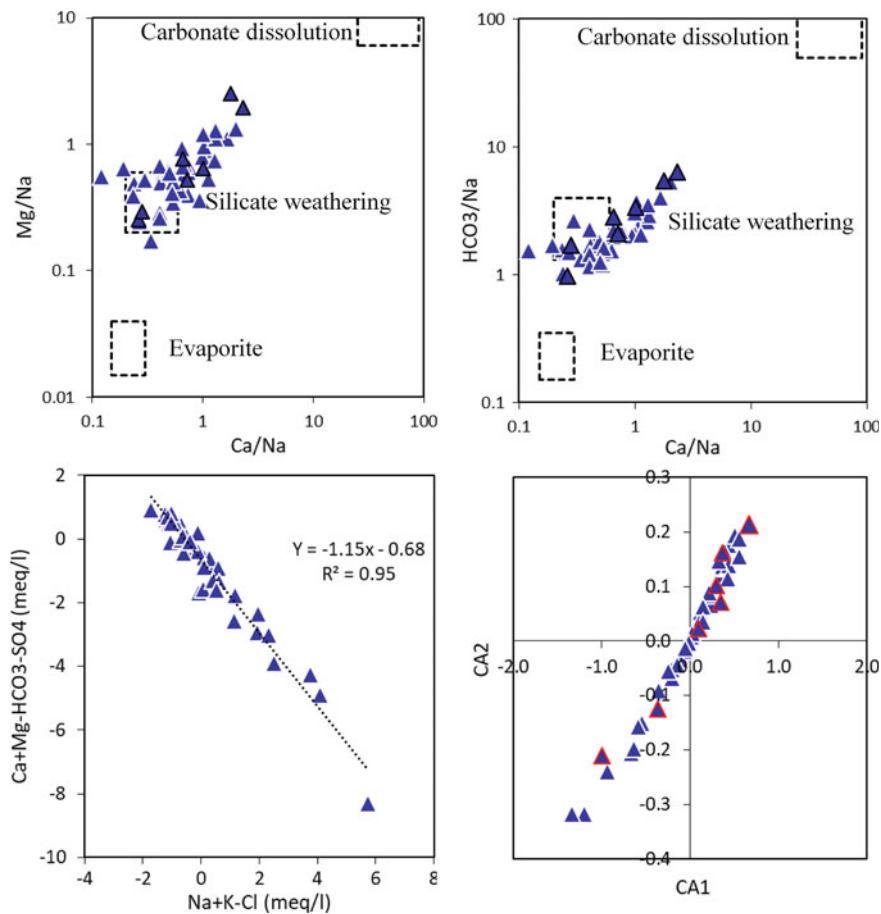 10
1
0.1
0.01
Mg/Na
Carbonate dissolution
Silicate weathering
Evaporite
0.1
1
10
100
Ca/Na
100
10
1
0.1
HCO3/Na
Carbonate dissolution
Silicate weathering
Evaporite
0.1
1
10
100
Ca/Na
2
0
-2
-4
-6
-8
-10
Ca+Mg-HCO3-SO4 (meq/l)
Y = -1.15x - 0.68
R² = 0.95
-4
-2
0
2
4
6
8
Na+K-Cl (meq/l)
0.3
0.2
0.1
0.0
-0.1
-0.2
-0.3
-0.4
CA2
-2.0
-1.0
0.0
1.0
2.0
CA1